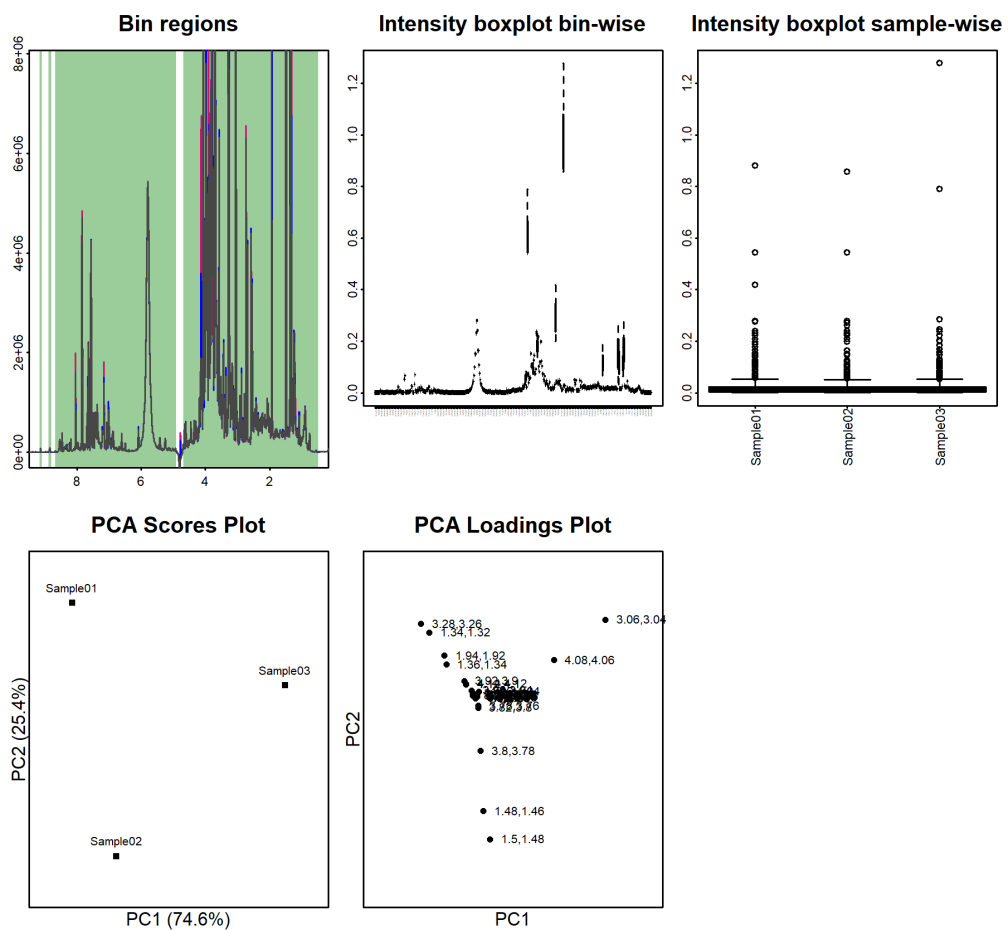 Bin regions
8e+06
6e+06
4e+06
2e+06
0e+00
8
6
4
2
Intensity boxplot bin-wise
1.2
1.0
0.8
0.6
0.4
0.2
0.0
Intensity boxplot sample-wise
1.2
1.0
0.8
0.6
0.4
0.2
0.0
Sample01
Sample02
Sample03
PCA Scores Plot
PC2 (25.4%)
Sample01
Sample03
Sample02
PC1 (74.6%)
PCA Loadings Plot
PC2
3.28,3.26
3.06,3.04
1.34,1.32
1.94,1.92
4.08,4.06
1.36,1.34
3.92,3.9
3.8,3.78
1.48,1.46
1.5,1.48
PC1